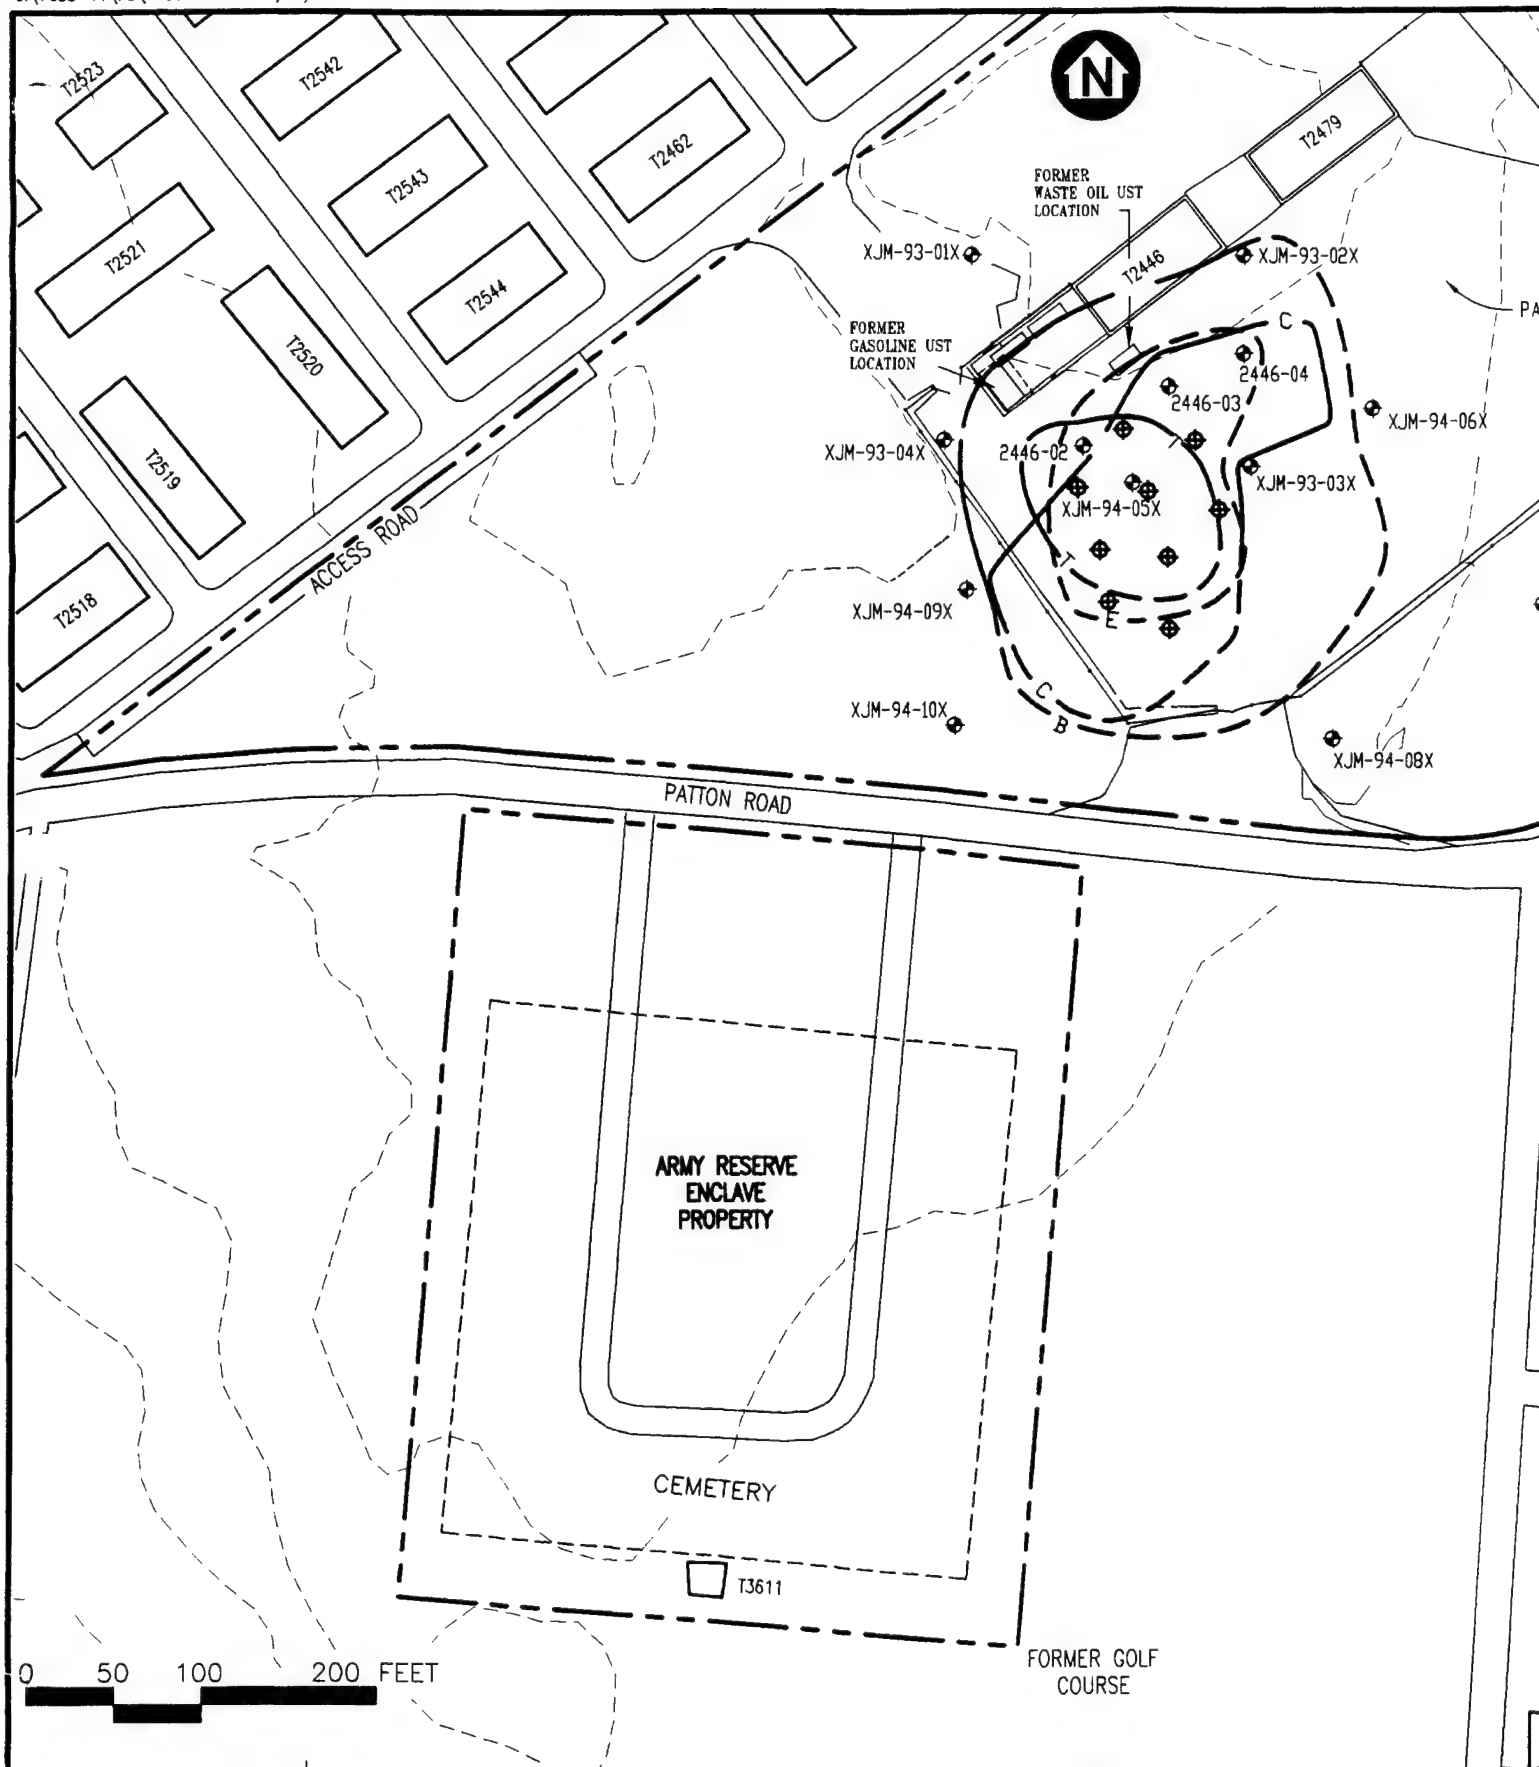 T2523
T2542
T2543
T2462
N
T2479
FORMER
WASTE OIL UST
LOCATION
T2521
T2544
XJM-93-01X
T2446
XJM-93-02X
PA
T2520
FORMER
GASOLINE UST
LOCATION
C
2446-04
2446-03
XJM-94-06X
T2519
XJM-93-04X
2446-02
T
XJM-93-03X
XJM-94-05X
ACCESS ROAD
T
T2518
XJM-94-09X
E
C
XJM-94-10X
B
XJM-94-08X
PATTON ROAD
ARMY RESERVE
ENCLAVE
PROPERTY
CEMETERY
T3611
FORMER GOLF
COURSE
0 50 100 200 FEET